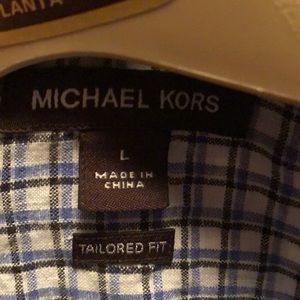 LANTA
MICHAEL KORS
L
MADE IN
CHINA
TAILORED FIT